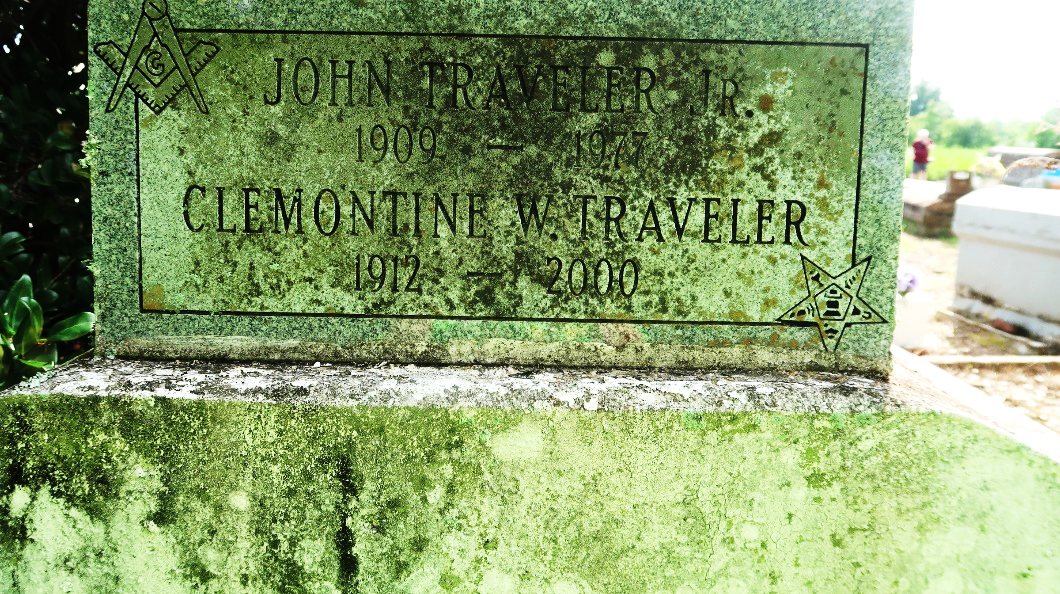 G
JOHN TRAVELER JR.
1909 — 1977
CLEMONTINE W. TRAVELER
1912 — 2000